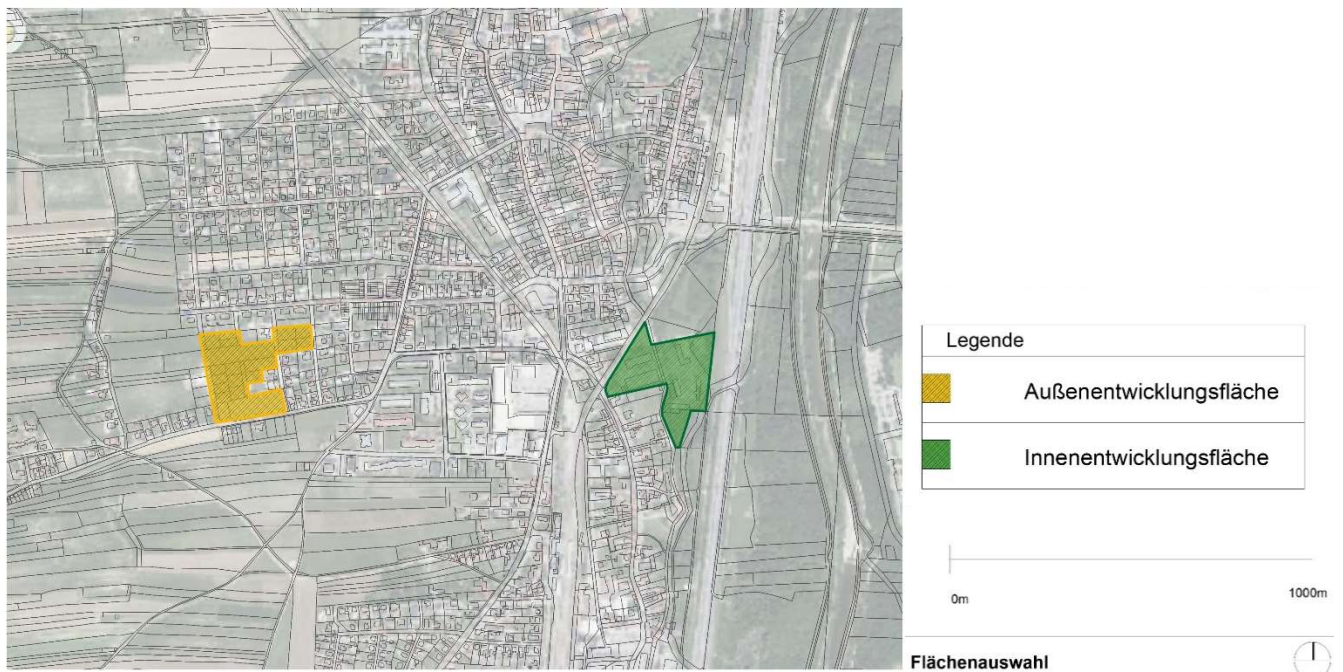 Legende
Außenentwicklungsfläche
Innenentwicklungsfläche
0m
1000m
Flächenauswahl